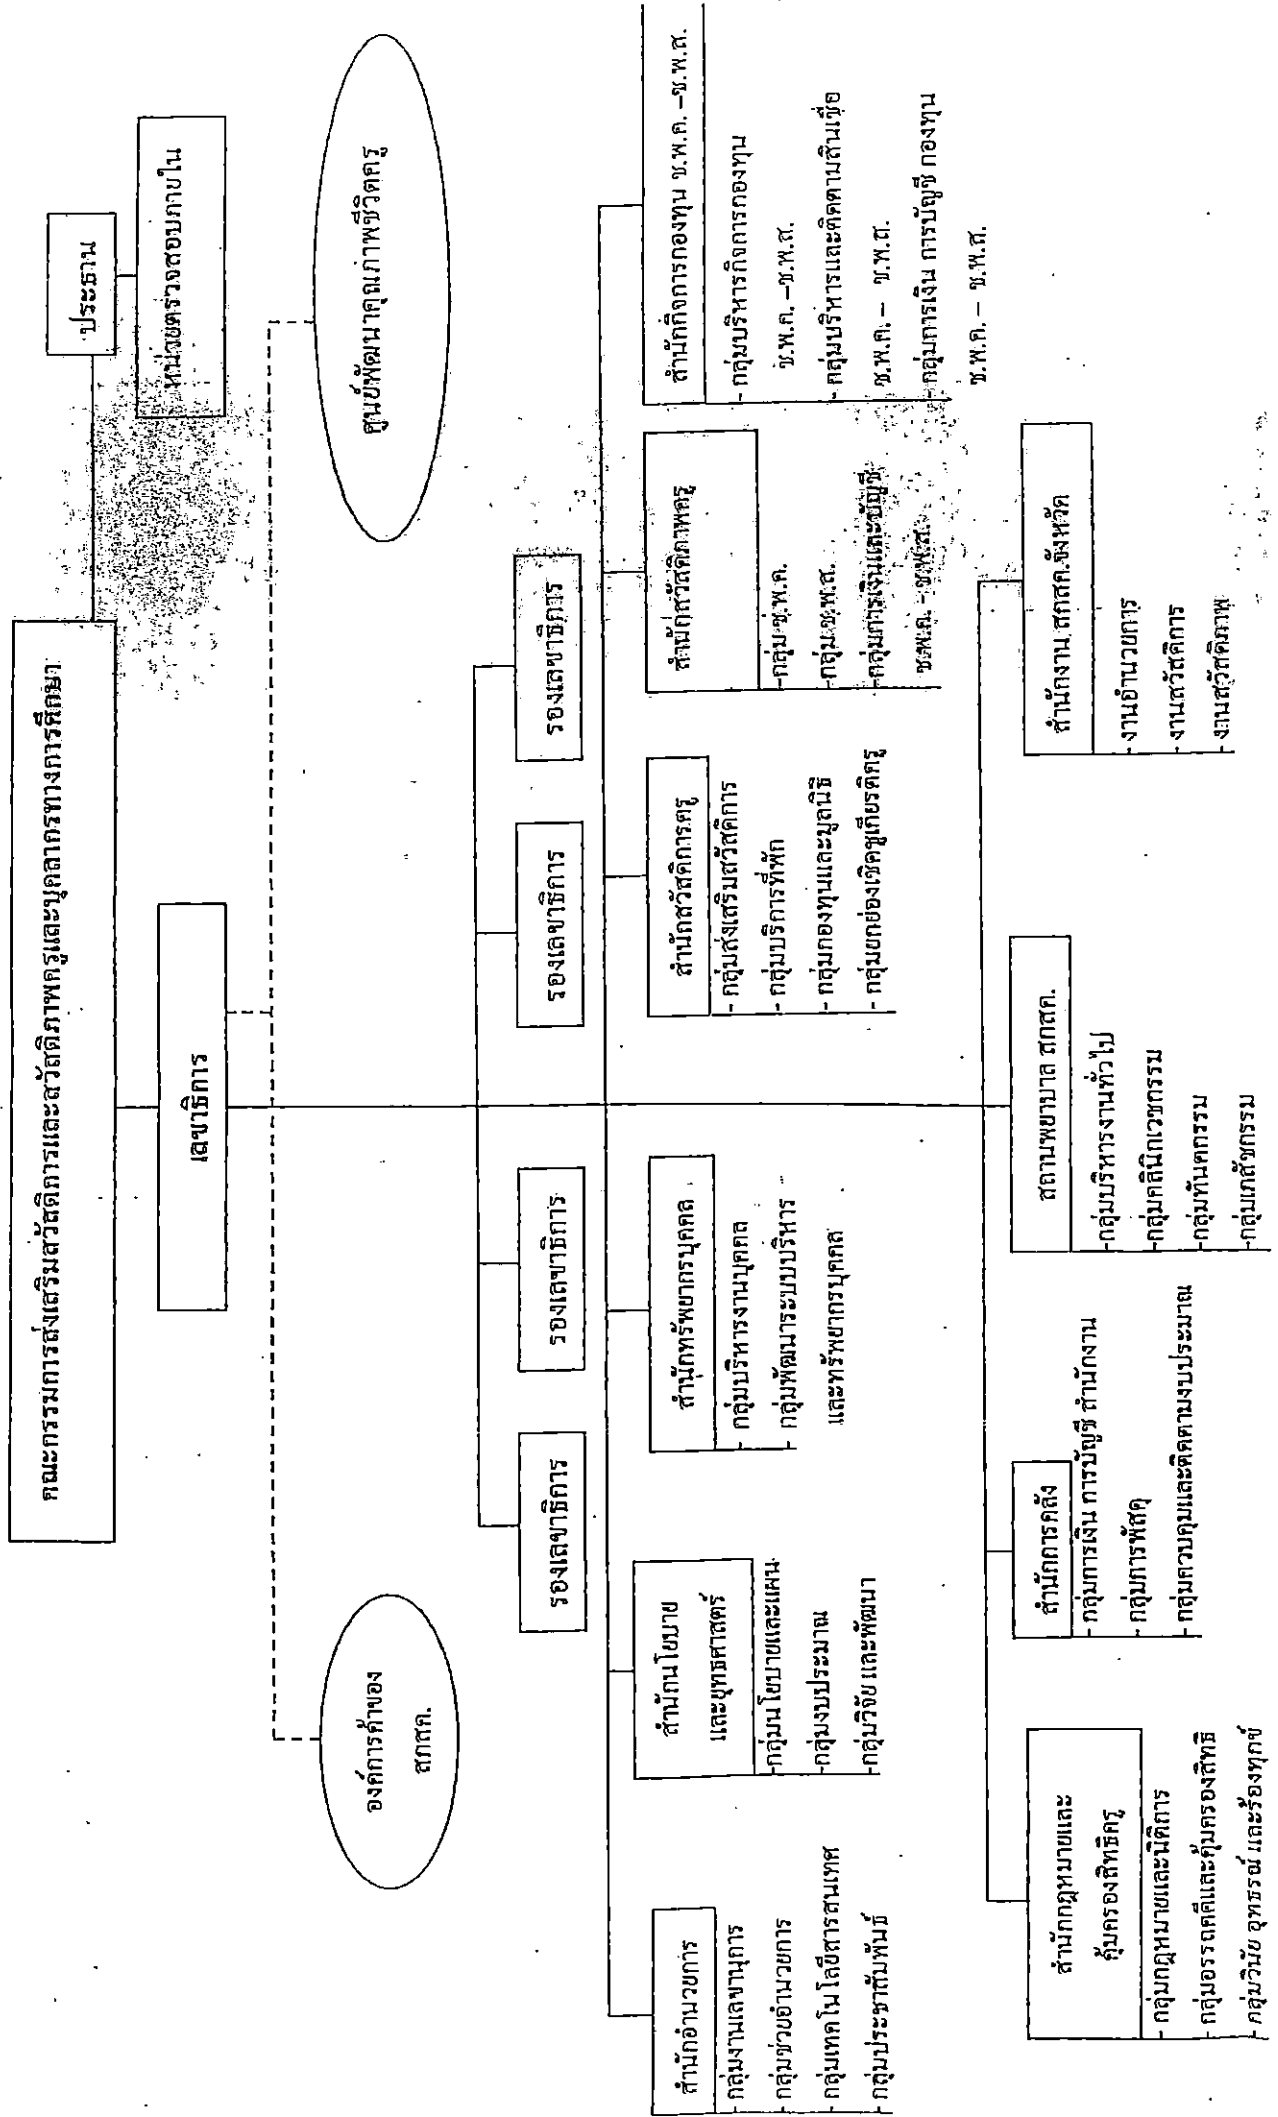 คณะกรรมการส่งเสริมสวัสดิการและสวัสดิภาพครูและบุคลากรทางการศึกษา
ประธาน
หน่วยตรวจสอบภายใน
เลขาธิการ
องค์การค้าของ
สกสค.
ศูนย์พัฒนาคุณภาพชีวิตครู
รองเลขาธิการ
รองเลขาธิการ
รองเลขาธิการ
รองเลขาธิการ
สำนักอำนวยการ
กลุ่มงานเลขานุการ
กลุ่มช่วยอำนวยการ
กลุ่มเทคโนโลยีสารสนเทศ
กลุ่มประชาสัมพันธ์
สำนักนโยบาย
และยุทธศาสตร์
-กลุ่มนโยบายและแผน
-กลุ่มงบประมาณ
-กลุ่มวิจัย และพัฒนา
สำนักทรัพยากรบุคคล
กลุ่มบริหารงานบุคคล
กลุ่มพัฒนาระบบบริหาร
และทรัพยากรบุคคล
สำนักสวัสดิการครู
- กลุ่มส่งเสริมสวัสดิการ
- กลุ่มบริการที่พัก
- กลุ่มกองทุนและมูลนิธิ
- กลุ่มยกย่องเชิดชูเกียรติครู
สำนักสวัสดิภาพครู
-กลุ่ม ช.พ.ค.
-กลุ่ม ช.พ.ส.
-กลุ่มการเงินและบัญชี
ช.พ.ค. - ช.พ.ส.
สำนักกิจการกองทุน ช.พ.ค. –ช.พ.ส.
-กลุ่มบริหารกิจการกองทุน
ช.พ.ค. –ช.พ.ส.
-กลุ่มบริหารและติดตามสินเชื่อ
ช.พ.ค. – ช.พ.ส.
-กลุ่มการเงิน การบัญชี กองทุน
ช.พ.ค. – ช.พ.ส.
สำนักกฎหมายและ
คุ้มครองสิทธิครู
-กลุ่มกฎหมายและนิติการ
กลุ่มอรรถคดีและคุ้มครองสิทธิ
- กลุ่มวินัย อุทธรณ์ และร้องทุกข์
สำนักการคลัง
-กลุ่มการเงิน การบัญชี สำนักงาน
-กลุ่มการพัสดุ
-กลุ่มควบคุมและติดตามงบประมาณ
สถานพยาบาล สกสค.
-กลุ่มบริหารงานทั่วไป
-กลุ่มคลินิกเวชกรรม
-กลุ่มทันตกรรม
-กลุ่มเภสัชกรรม
สำนักงาน สกสค.จังหวัด
- งานอำนวยการ
- งานสวัสดิการ
- งานสวัสดิภาพ